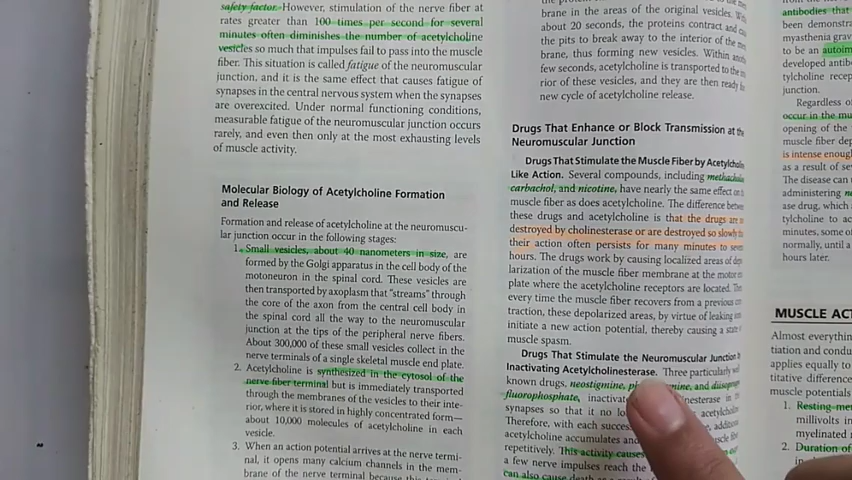 safety factor. However, stimulation of the nerve fiber at
rates greater than 100 times per second for several
minutes often diminishes the number of acetylcholine
vesicles so much that impulses fail to pass into the muscle
fiber. This situation is called fatigue of the neuromuscular
junction, and it is the same effect that causes fatigue of
synapses in the central nervous system when the synapses
are overexcited. Under normal functioning conditions,
measurable fatigue of the neuromuscular junction occurs
rarely, and even then only at the most exhausting levels
of muscle activity.
Molecular Biology of Acetylcholine Formation
and Release
Formation and release of acetylcholine at the neuromuscu-
lar junction occur in the following stages:
1. Small vesicles, about 40 nanometers in size, are
formed by the Golgi apparatus in the cell body of the
motoneuron in the spinal cord. These vesicles are
then transported by axoplasm that "streams" through
the core of the axon from the central cell body in
the spinal cord all the way to the neuromuscular
junction at the tips of the peripheral nerve fibers.
About 300,000 of these small vesicles collect in the
nerve terminals of a single skeletal muscle end plate.
2. Acetylcholine is synthesized in the cytosol of the
nerve fiber terminal but is immediately transported
through the membranes of the vesicles to their inte-
rior, where it is stored in highly concentrated form—
about 10,000 molecules of acetylcholine in each
vesicle.
3. When an action potential arrives at the nerve termi-
nal, it opens many calcium channels in the mem-
brane of the nerve terminal because this
brane in the areas of the original vesicles.
about 20 seconds, the proteins contract and
the pits to break away to the interior of the
brane, thus forming new vesicles. Within
few seconds, acetylcholine is transported to the
rior of these vesicles, and they are then ready
new cycle of acetylcholine release.
Drugs That Enhance or Block Transmission at the
Neuromuscular Junction
Drugs That Stimulate the Muscle Fiber by
Like Action. Several compounds, including
carbachol, and nicotine, have nearly the same effect
muscle fiber as does acetylcholine. The difference
these drugs and acetylcholine is that the drugs are
destroyed by cholinesterase or are destroyed so slowly
their action often persists for many minutes to
hours. The drugs work by causing localized areas of
larization of the muscle fiber membrane at the motor
plate where the acetylcholine receptors are located.
every time the muscle fiber recovers from a previous
traction, these depolarized areas, by virtue of leaking
initiate a new action potential, thereby causing a state
muscle spasm.
Drugs That Stimulate the Neuromuscular Junction
Inactivating Acetylcholinesterase. Three particularly
known drugs, neostigmine, and
fluorophosphate,
synapses so that it no acetylcholine
Therefore, with each
acetylcholine accumulates and
repetitively. This activity causes
a few nerve impulses reach the
can also cause death
antibodies that
been demonstra
myasthenia grav
to be an autoim
developed antib
tylcholine recep
junction.
Regardless o
occur in the mu
opening of the
muscle fiber dep
is intense enough
as a result of se
The disease can
administering
ase drug, which
tylcholine to ac
minutes, some of
normally, until a
hours later.
MUSCLE ACT
Almost everythin
tiation and condu
applies equally to
titative difference
muscle potentials
1. Resting-me
millivolts in
myelinated
2. Duration of